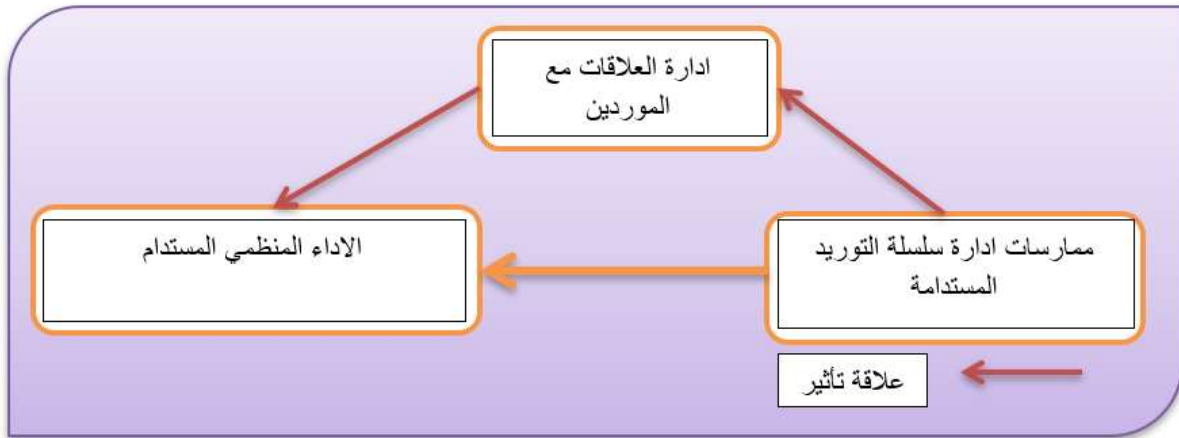 ادارة العلاقات مع
الموردين
ممارسات ادارة سلسلة التوريد
المستدامة
الاداء المنظمي المستدام
علاقة تأثير